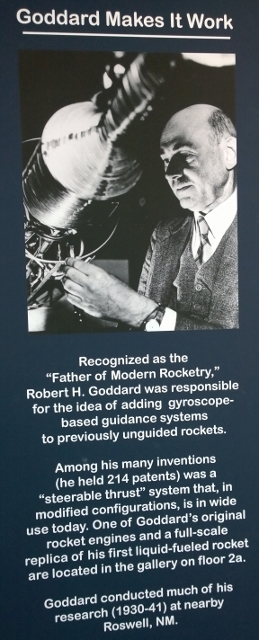 Goddard Makes It Work
Recognized as the
"Father of Modern Rocketry,"
Robert H. Goddard was responsible
for the idea of adding gyroscope-
based guidance systems
to previously unguided rockets.
Among his many inventions
(he held 214 patents) was a
"steerable thrust" system that, in
modified configurations, is in wide
use today. One of Goddard's original
rocket engines and a full-scale
replica of his first liquid-fueled rocket
are located in the gallery on floor 2a.
Goddard conducted much of his
research (1930-41) at nearby
Roswell, NM.